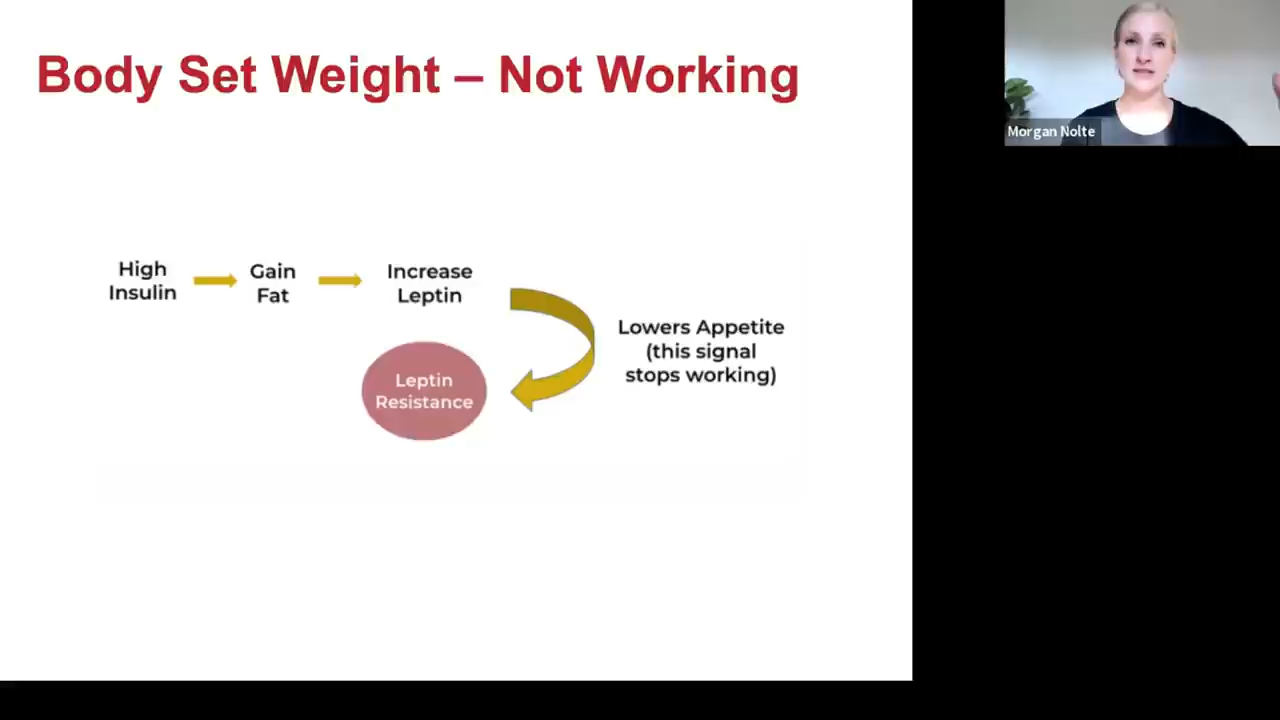 Body Set Weight – Not Working
Morgan Nolte
High
Insulin
Gain
Fat
Increase
Leptin
Lowers Appetite
(this signal
stops working)
Leptin
Resistance